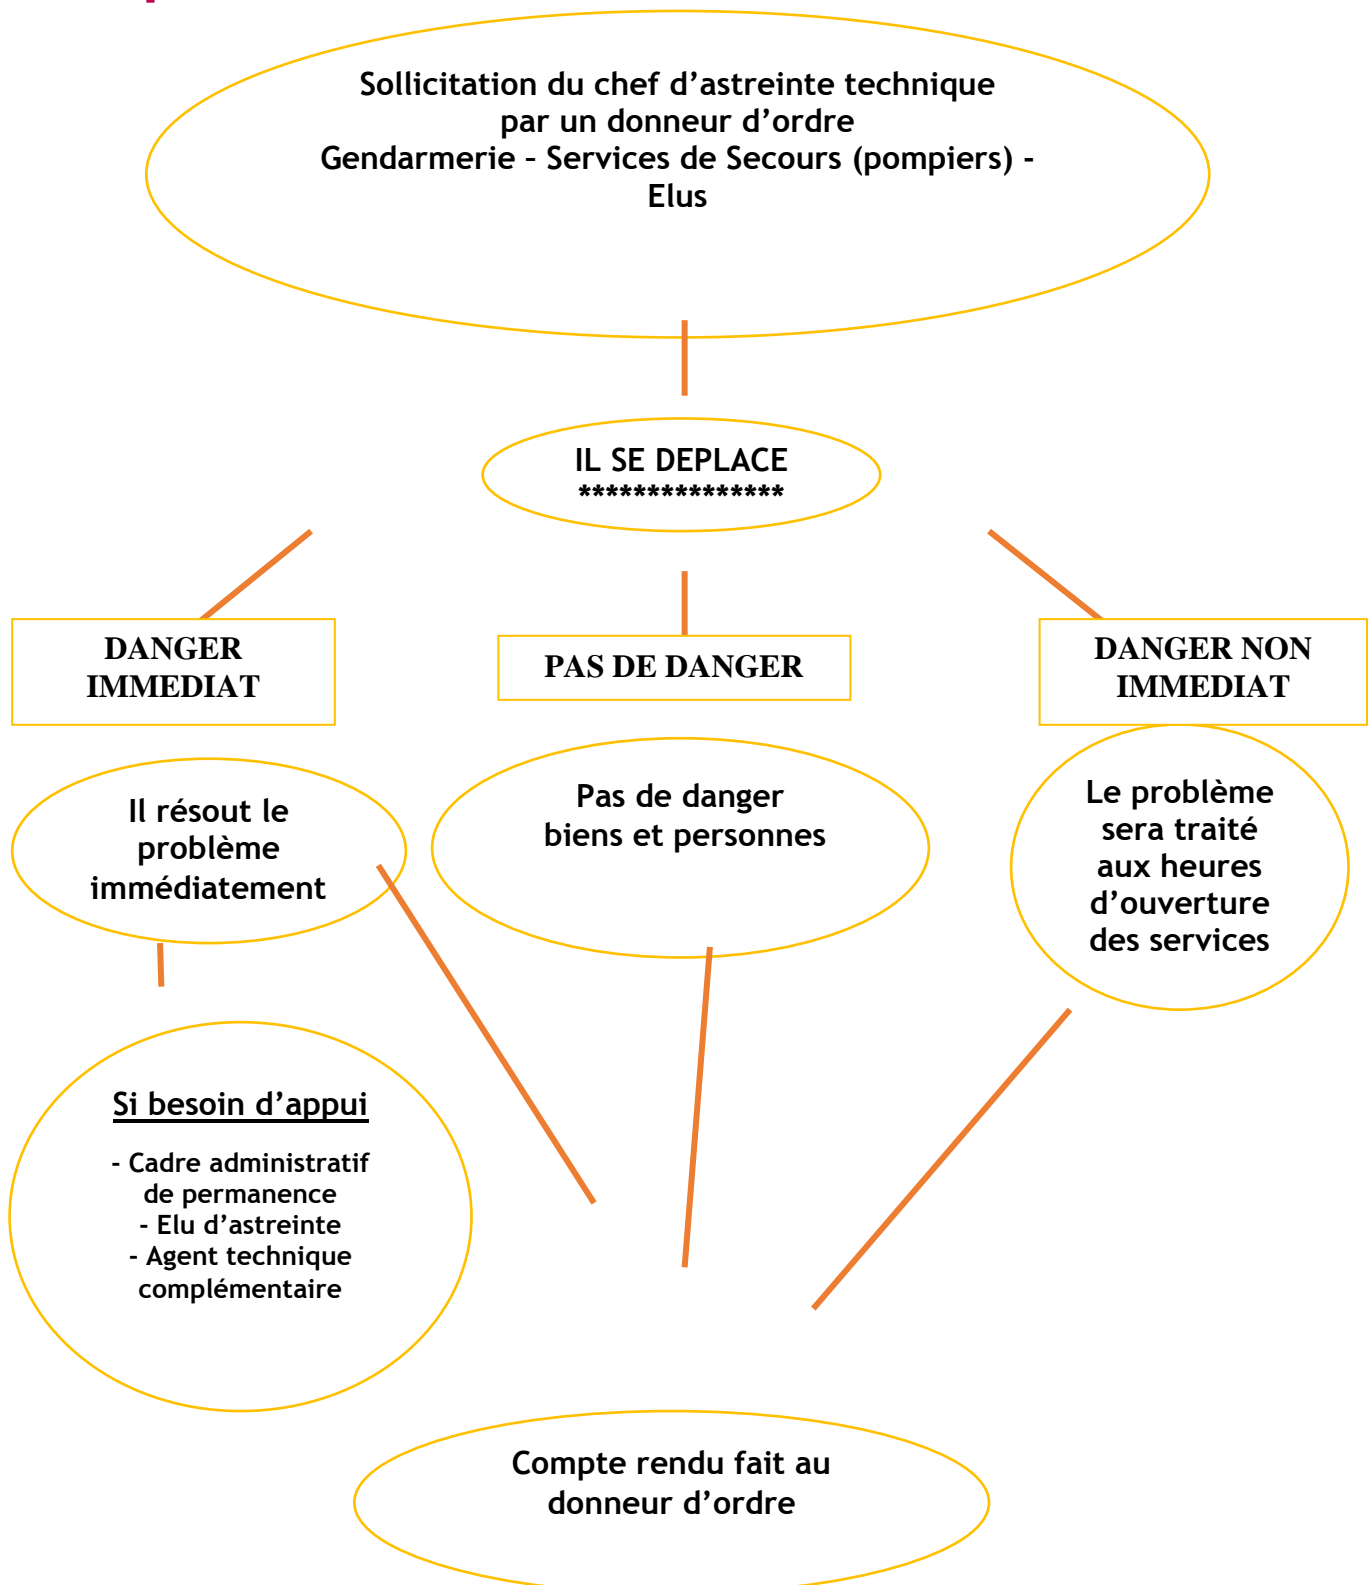 Sollicitation du chef d’astreinte technique
par un donneur d’ordre
Gendarmerie – Services de Secours (pompiers) -
Elus
IL SE DEPLACE
***************
DANGER
IMMEDIAT
PAS DE DANGER
DANGER NON
IMMEDIAT
Il résout le
problème
immédiatement
Pas de danger
biens et personnes
Le problème
sera traité
aux heures
d’ouverture
des services
Si besoin d’appui
- Cadre administratif
de permanence
- Elu d’astreinte
- Agent technique
complémentaire
Compte rendu fait au
donneur d’ordre